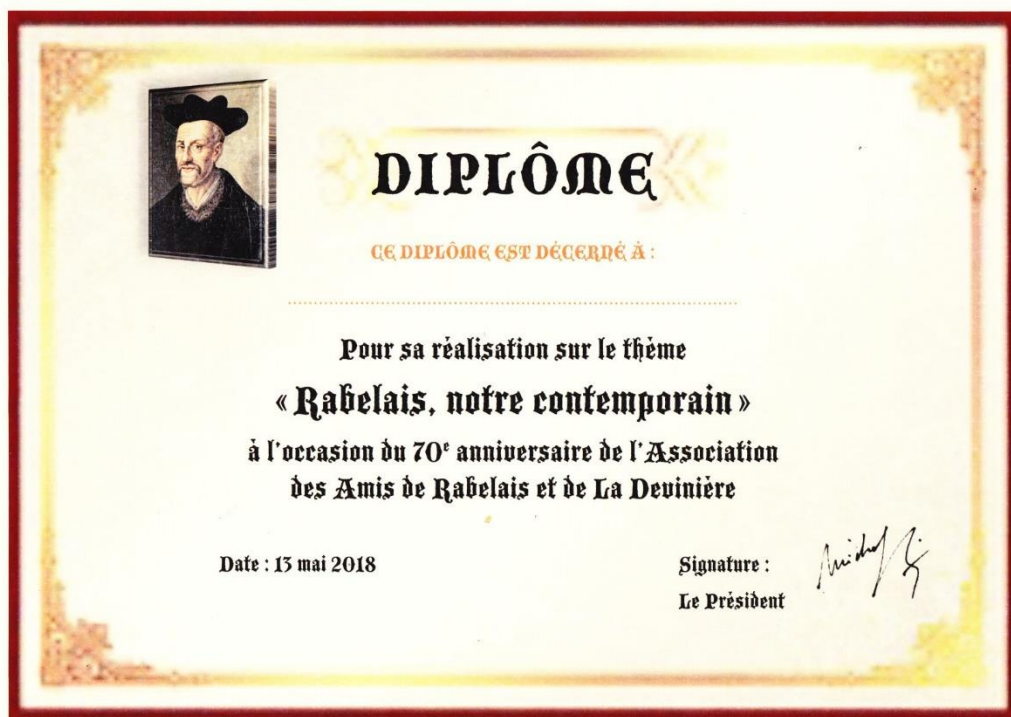 DIPLÔME
CE DIPLÔME EST DÉCERNÉ À :
Pour sa réalisation sur le thème
« Rabelais, notre contemporain »
à l'occasion du 70e anniversaire de l'Association
des Amis de Rabelais et de La Devinière
Date : 13 mai 2018
Signature :
Le Président